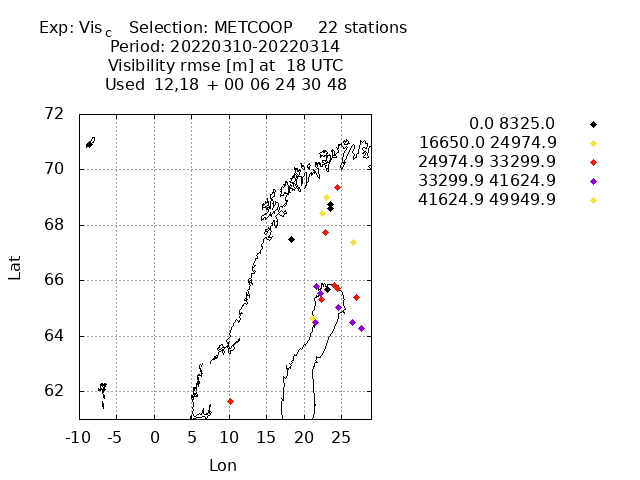 Exp: Vis c   Selection: METCOOP     22 stations
Period: 20220310-20220314
Visibility rmse [m] at  18 UTC
Used  12,18  + 00 06 24 30 48
0.0 8325.0
16650.0 24974.9
24974.9 33299.9
33299.9 41624.9
41624.9 49949.9
72
70
68
66
64
62
Lat
-10 -5 0 5 10 15 20 25
Lon